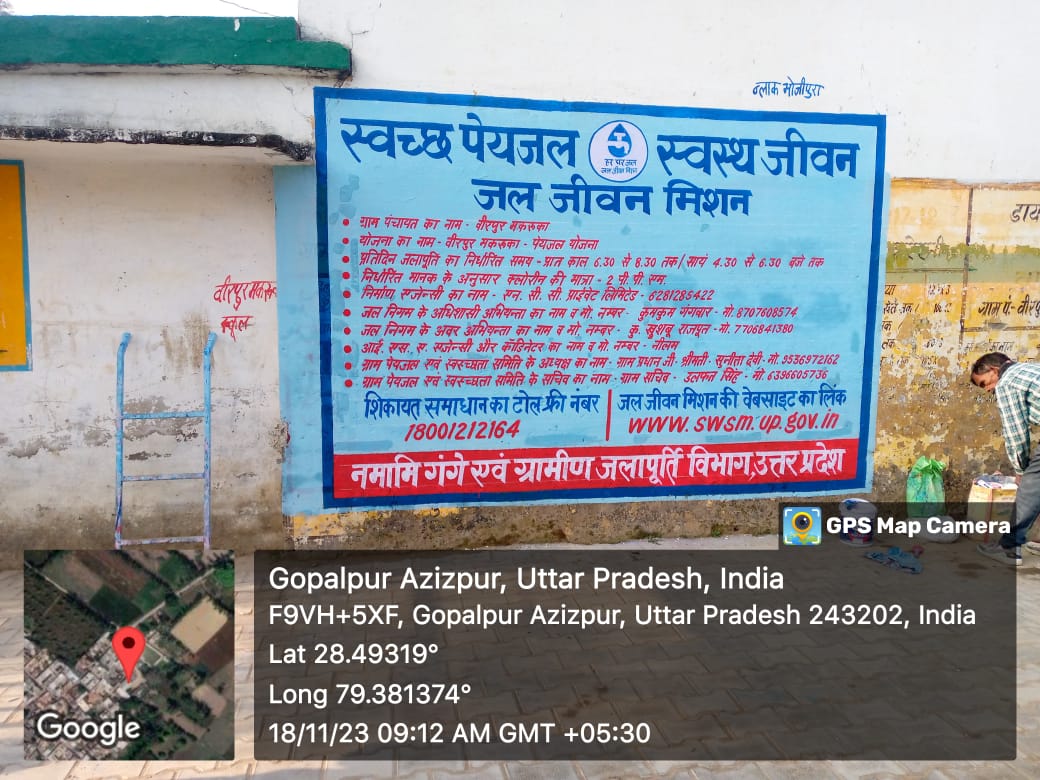 ब्लाक भोजीपुरा
स्वच्छ पेयजल स्वस्थ जीवन
हर घर जल
जल जीवन मिशन
जल जीवन मिशन
• ग्राम पंचायत का नाम - वीरपुर मकरूका
• योजना का नाम - वीरपुर मकरूका - पेयजल योजना
• प्रतिदिन जलापूर्ति का निर्धारित समय - प्रातः काल 6.30 से 8.30 तक/सायं 4.30 से 6.30 बजे तक
• निर्धारित मानक के अनुसार क्लोरीन की मात्रा - 2 पी.पी. एम.
• निर्माण एजेन्सी का नाम - एन. सी. सी. प्राईवेट लिमिटेड - 6281285422
• जल निगम के अधिशासी अभियन्ता का नाम व मो. नम्बर - कुमकुम गंगवार - मो. 8707608574
• जल निगम के अवर अभियन्ता का नाम व मो. नम्बर - कु. खुशबू राजपूत - मो. 7706841380
• आई. एस. ए. एजेन्सी और कॉर्डिनेटर का नाम व मो. नम्बर - नीलम
• ग्राम पेयजल एवं स्वच्छता समिति के अध्यक्ष का नाम - ग्राम प्रधान जी - श्रीमती - सुनीता देवी - मो. 9536972162
• ग्राम पेयजल एवं स्वच्छता समिति के सचिव का नाम - ग्राम सचिव - उलफत सिंह - मो. 6396605736
शिकायत समाधान का टोल फ्री नंबर
18001212164
जल जीवन मिशन की वेबसाइट का लिंक
www.swsm.up.gov.in
नमामि गंगे एवं ग्रामीण जलापूर्ति विभाग, उत्तर प्रदेश
वीरपुर मकरूका
स्कूल
GPS Map Camera
Gopalpur Azizpur, Uttar Pradesh, India
F9VH+5XF, Gopalpur Azizpur, Uttar Pradesh 243202, India
Lat 28.49319°
Long 79.381374°
18/11/23 09:12 AM GMT +05:30
Google